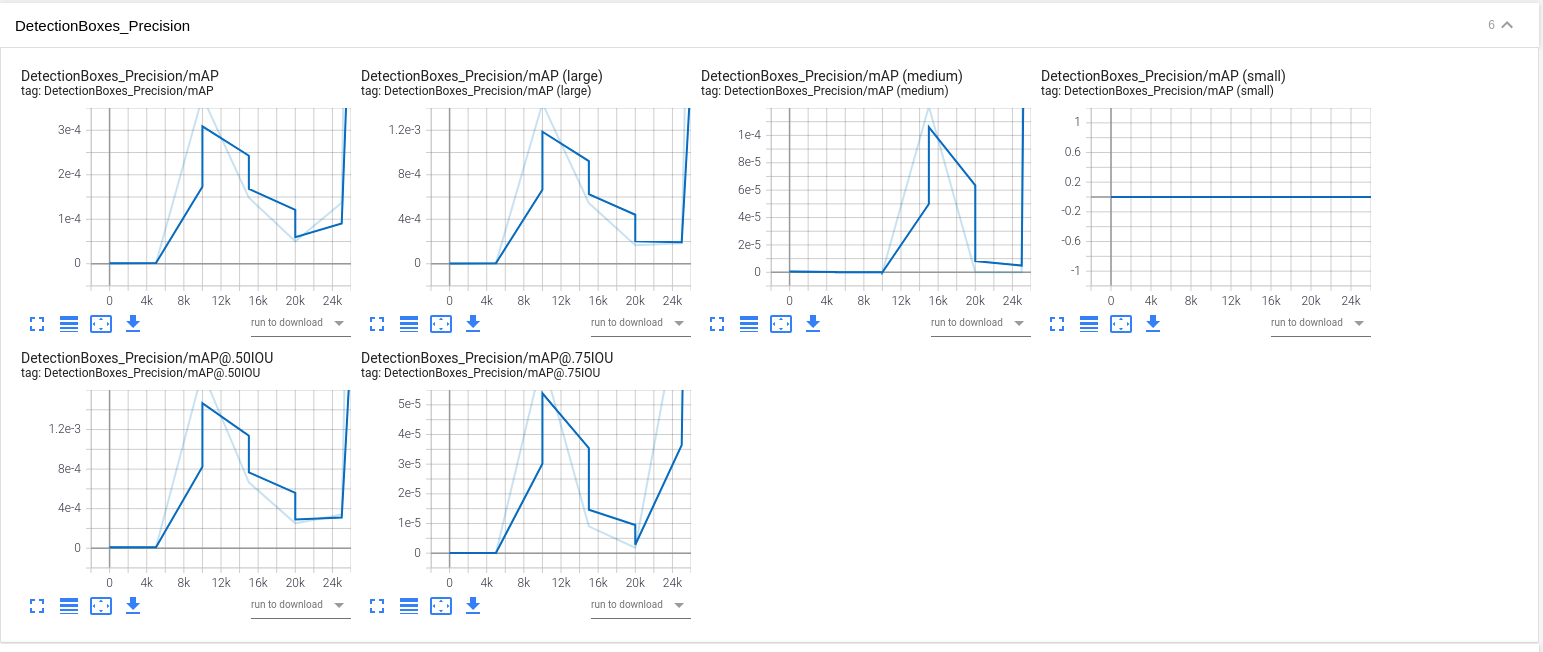 DetectionBoxes_Precision
6
DetectionBoxes_Precision/mAP
tag: DetectionBoxes_Precision/mAP
3e-4
2e-4
1e-4
0
0 4k 8k 12k 16k 20k 24k
run to download
DetectionBoxes_Precision/mAP (large)
tag: DetectionBoxes_Precision/mAP (large)
1.2e-3
8e-4
4e-4
0
0 4k 8k 12k 16k 20k 24k
run to download
DetectionBoxes_Precision/mAP (medium)
tag: DetectionBoxes_Precision/mAP (medium)
1e-4
8e-5
6e-5
4e-5
2e-5
0
0 4k 8k 12k 16k 20k 24k
run to download
DetectionBoxes_Precision/mAP (small)
tag: DetectionBoxes_Precision/mAP (small)
1
0.6
0.2
-0.2
-0.6
-1
0 4k 8k 12k 16k 20k 24k
run to download
DetectionBoxes_Precision/mAP@.50IOU
tag: DetectionBoxes_Precision/mAP@.50IOU
1.2e-3
8e-4
4e-4
0
0 4k 8k 12k 16k 20k 24k
run to download
DetectionBoxes_Precision/mAP@.75IOU
tag: DetectionBoxes_Precision/mAP@.75IOU
5e-5
4e-5
3e-5
2e-5
1e-5
0
0 4k 8k 12k 16k 20k 24k
run to download